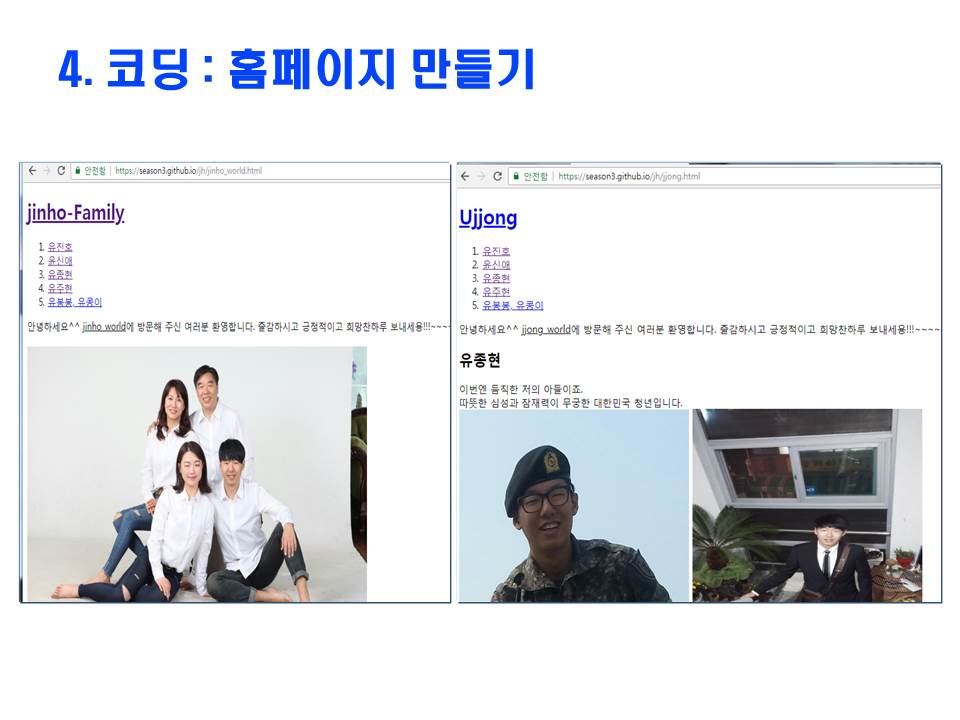 4. 코딩 : 홈페이지 만들기
안전함 | https://season3.github.io/jh/jinho_world.html
jinho-Family
1. 유진호
2. 윤신애
3. 유종현
4. 유주현
5. 유봉봉, 유콩이
안녕하세요^^ jinho world에 방문해 주신 여러분 환영합니다. 즐감하시고 긍정적이고 희망찬하루 보내세용!!!~~~~
안전함 | https://season3.github.io/jh/jjong.html
Ujjong
1. 유진호
2. 윤신애
3. 유종현
4. 유주현
5. 유봉봉, 유콩이
안녕하세요^^ jjong world에 방문해 주신 여러분 환영합니다. 즐감하시고 긍정적이고 희망찬하루 보내세용!!!~~~~
유종현
이번엔 듬직한 저의 아들이죠.
따뜻한 심성과 잠재력이 무궁한 대한민국 청년입니다.